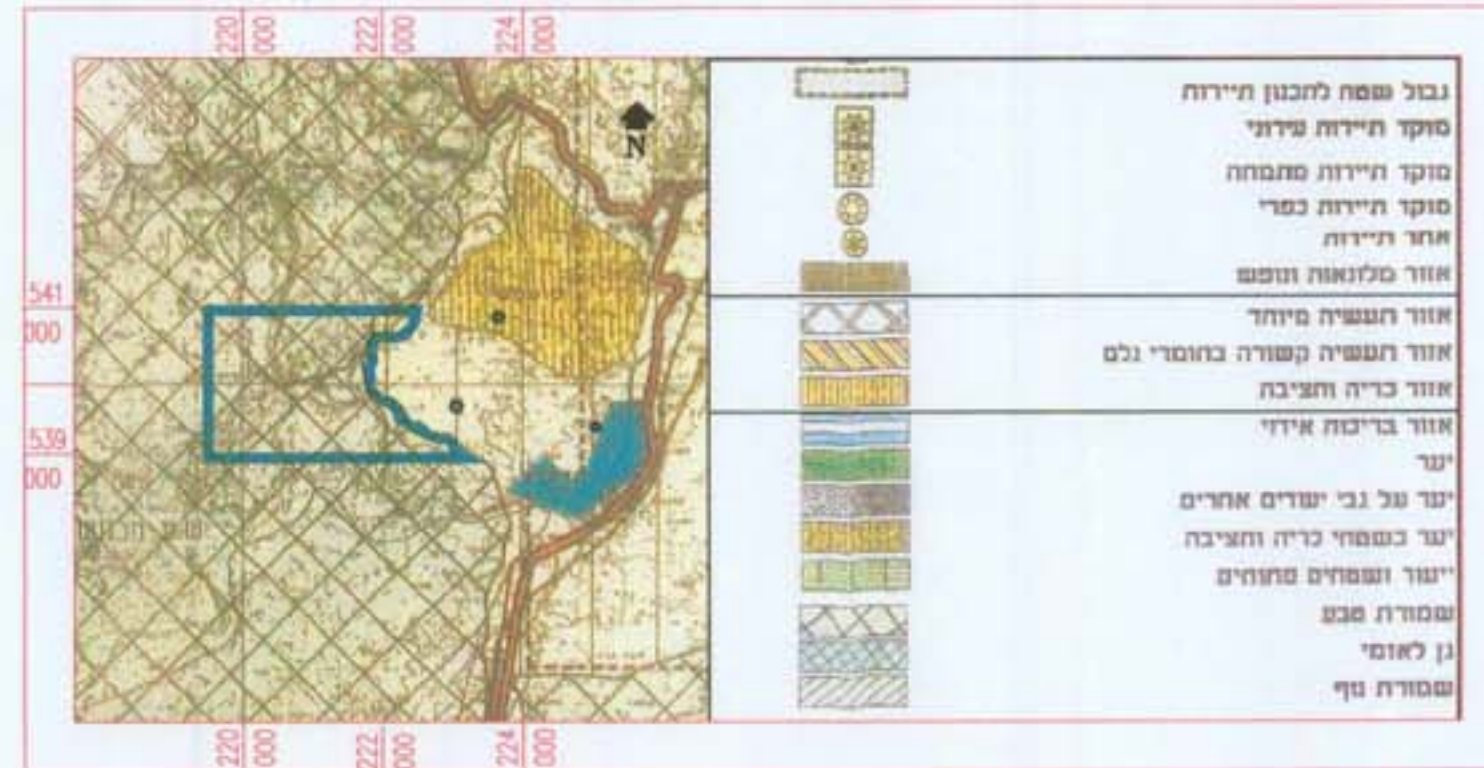 220 000
222 000
224 000
N
541 000
539 000
220 000
222 000
224 000
גבול שטח לתכנון תיירות
מוקד תיירות עירוני
מוקד תיירות מתמחה
מוקד תיירות כפרי
אתר תיירות
אזור מלונאות ונופש
אזור תעשיה מיוחד
אזור תעשיה קשורה בחומרי גלם
אזור כריה וחציבה
אזור בריכות אידוי
יער
יער על גבי יעודים אחרים
יער בשטחי כריה וחציבה
ייעור ושטחים פתוחים
שמורת טבע
גן לאומי
שמורת נוף